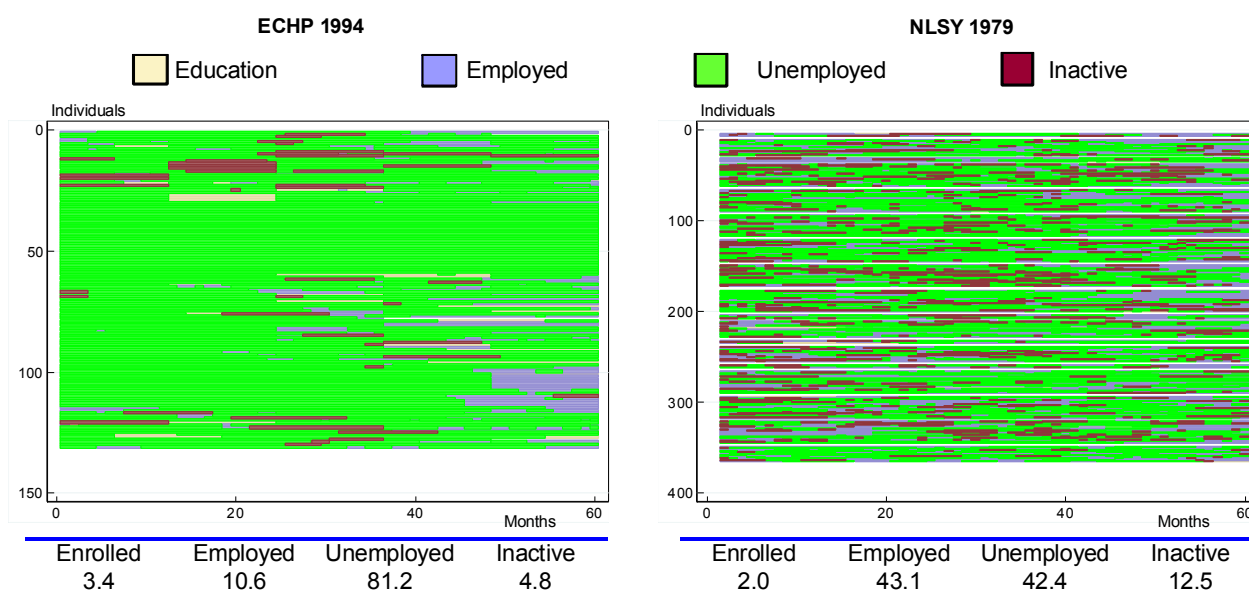 ECHP 1994
NLSY 1979
Education
Employed
Unemployed
Inactive
Individuals
0
50
100
150
0
20
40
60
Months
Enrolled Employed Unemployed Inactive
3.4 10.6 81.2 4.8
Individuals
0
100
200
300
400
0
20
40
60
Months
Enrolled Employed Unemployed Inactive
2.0 43.1 42.4 12.5